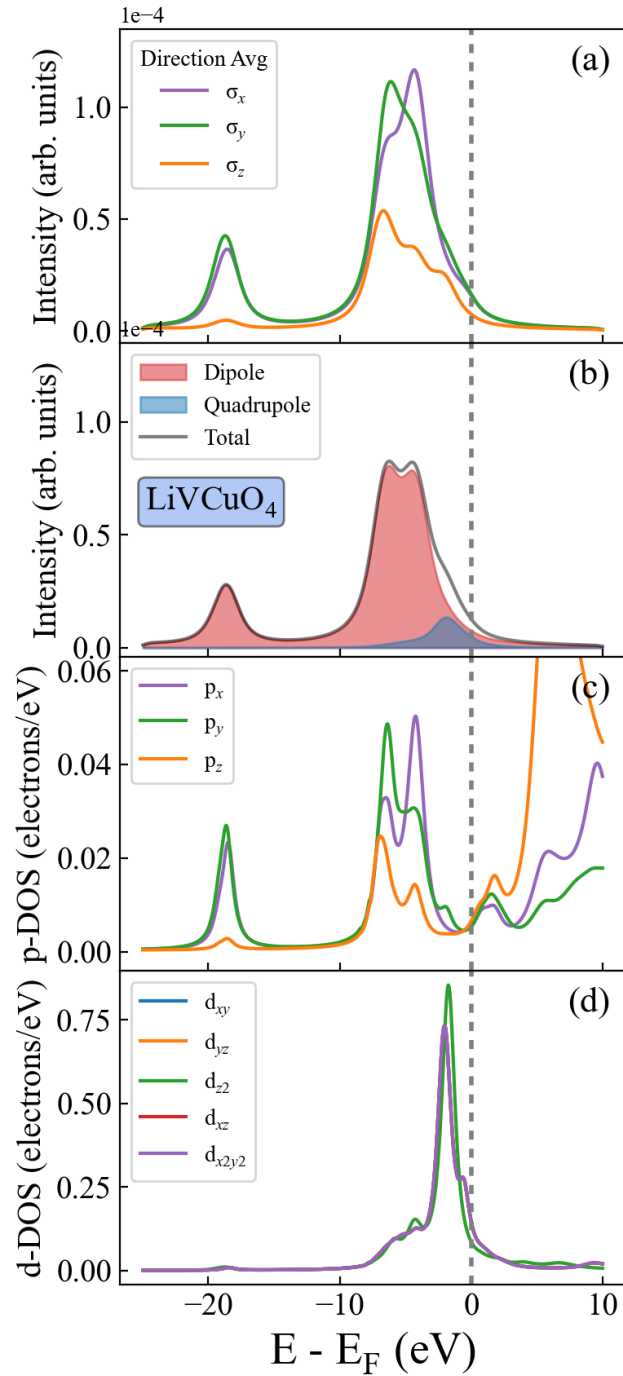 1e−4
(a)
Direction Avg
σx
σy
σz
Intensity (arb. units)
1.0
0.5
0.0
1e−4
(b)
Dipole
Quadrupole
Total
LiVCuO₄
Intensity (arb. units)
1.0
0.5
0.0
(c)
px
py
pz
p-DOS (electrons/eV)
0.06
0.04
0.02
0.00
(d)
dxy
dyz
dz2
dxz
dx2y2
d-DOS (electrons/eV)
0.75
0.50
0.25
0.00
−20 −10 0 10
E - E_F (eV)